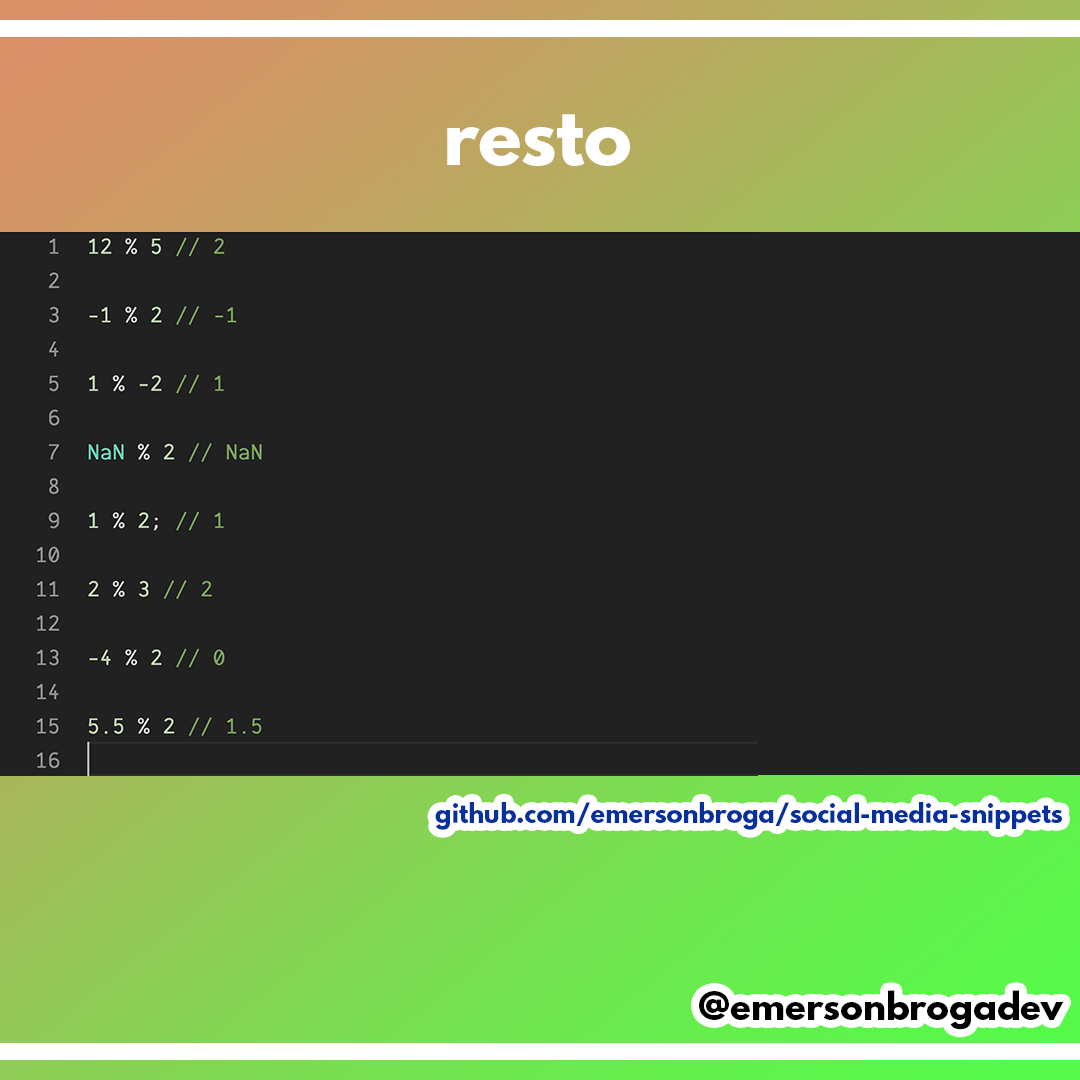 resto
1 12 % 5 // 2
2
3 -1 % 2 // -1
4
5 1 % -2 // 1
6
7 NaN % 2 // NaN
8
9 1 % 2; // 1
10
11 2 % 3 // 2
12
13 -4 % 2 // 0
14
15 5.5 % 2 // 1.5
16
github.com/emersonbroga/social-media-snippets
@emersonbrogadev